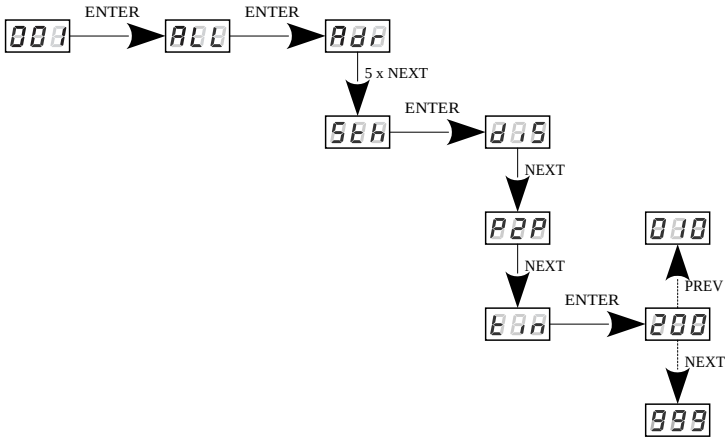 ENTER
ENTER
001
ALL
Adr
5 x NEXT
ENTER
Sth
diS
NEXT
P2P
010
NEXT
PREV
ENTER
tin
200
NEXT
999